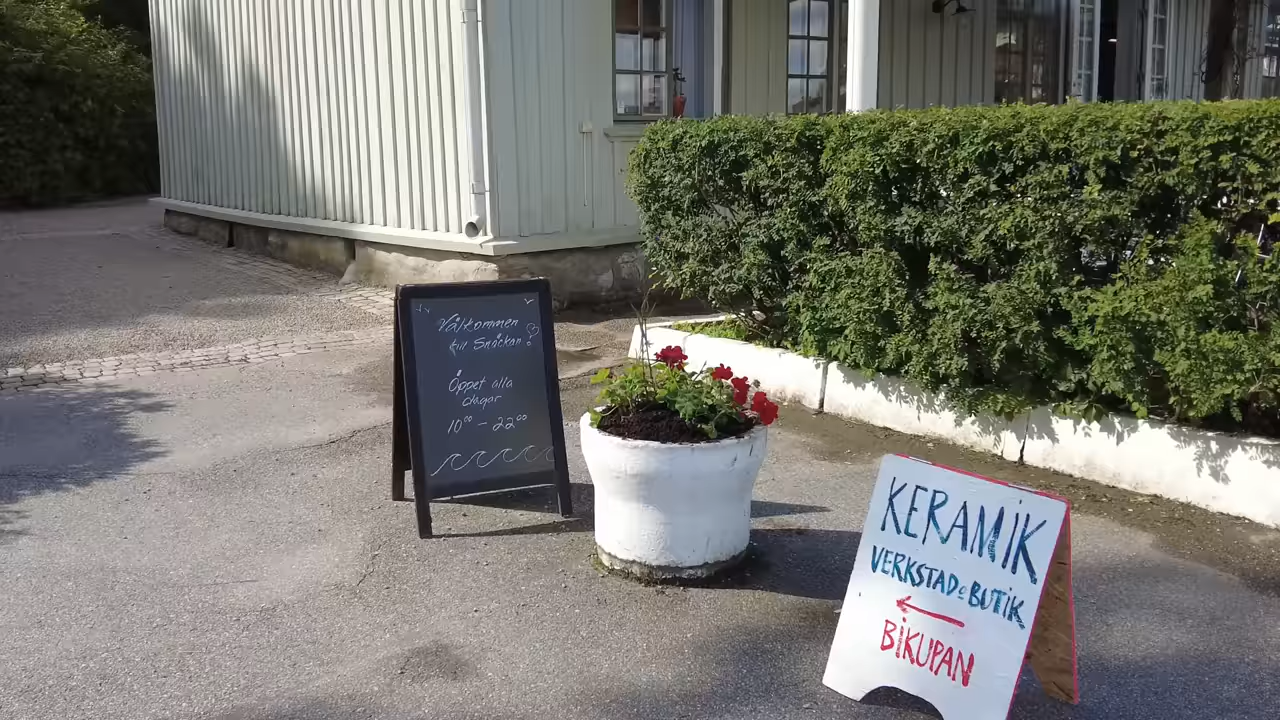 Välkommen
till Snäckan!
Öppet alla
dagar
10⁰⁰ – 22⁰⁰
KERAMIK
VERKSTAD & BUTIK
BIKUPAN